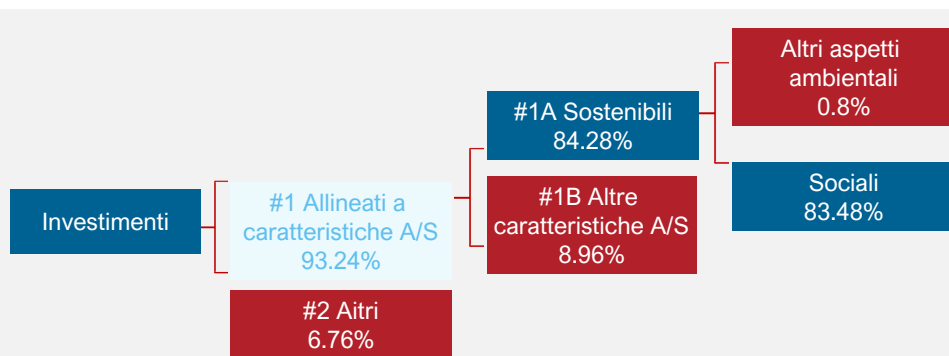 Investimenti
#1 Allineati a
caratteristiche A/S
93.24%
#2 Aitri
6.76%
#1A Sostenibili
84.28%
#1B Altre
caratteristiche A/S
8.96%
Altri aspetti
ambientali
0.8%
Sociali
83.48%